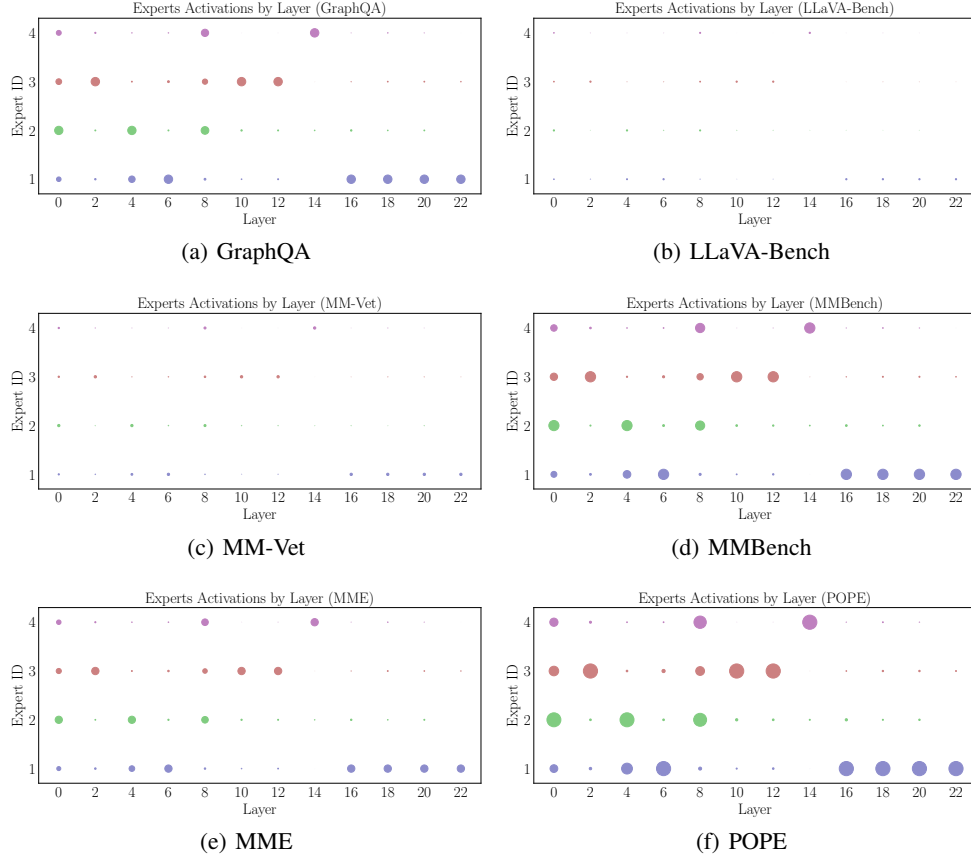 Experts Activations by Layer (GraphQA)
Expert ID
4
3
2
1
0 2 4 6 8 10 12 14 16 18 20 22
Layer
(a) GraphQA
Experts Activations by Layer (LLaVA-Bench)
Expert ID
4
3
2
1
0 2 4 6 8 10 12 14 16 18 20 22
Layer
(b) LLaVA-Bench
Experts Activations by Layer (MM-Vet)
Expert ID
4
3
2
1
0 2 4 6 8 10 12 14 16 18 20 22
Layer
(c) MM-Vet
Experts Activations by Layer (MMBench)
Expert ID
4
3
2
1
0 2 4 6 8 10 12 14 16 18 20 22
Layer
(d) MMBench
Experts Activations by Layer (MME)
Expert ID
4
3
2
1
0 2 4 6 8 10 12 14 16 18 20 22
Layer
(e) MME
Experts Activations by Layer (POPE)
Expert ID
4
3
2
1
0 2 4 6 8 10 12 14 16 18 20 22
Layer
(f) POPE